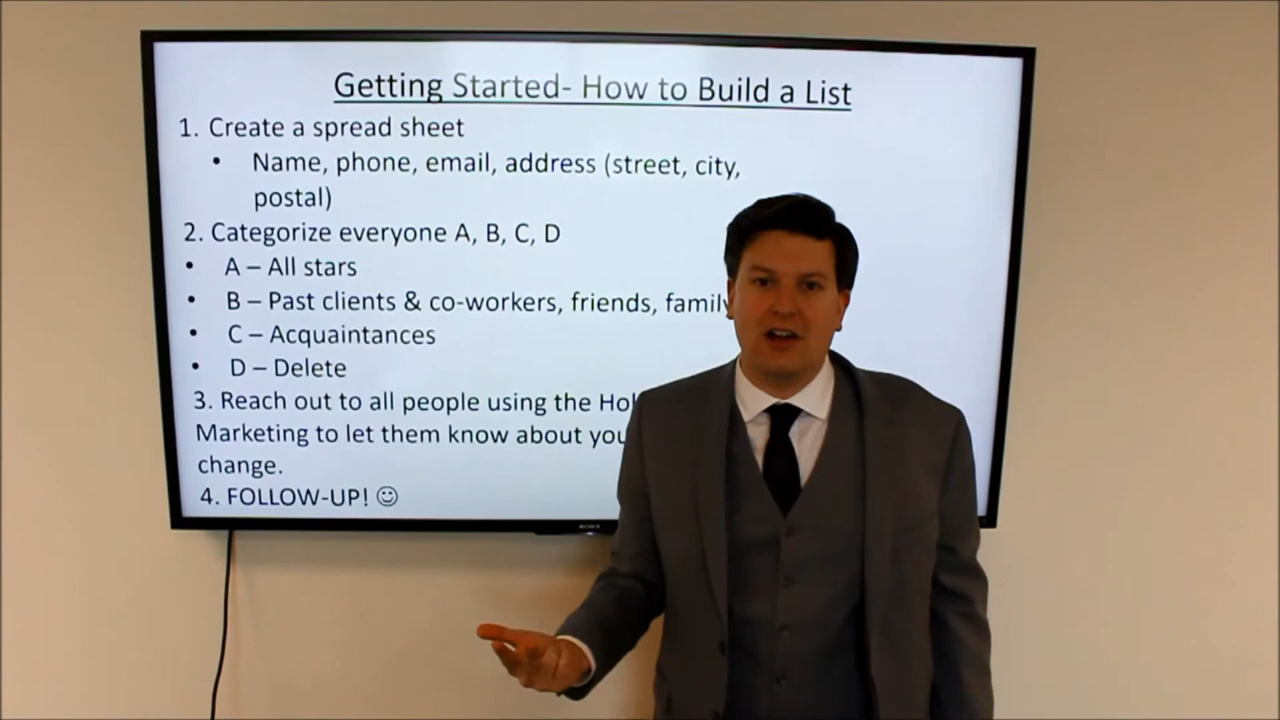 Getting Started- How to Build a List
1. Create a spread sheet
• Name, phone, email, address (street, city,
postal)
2. Categorize everyone A, B, C, D
• A – All stars
• B – Past clients & co-workers, friends, family
• C – Acquaintances
• D – Delete
3. Reach out to all people using the
Marketing to let them know about
change.
4. FOLLOW-UP! ☺
SONY